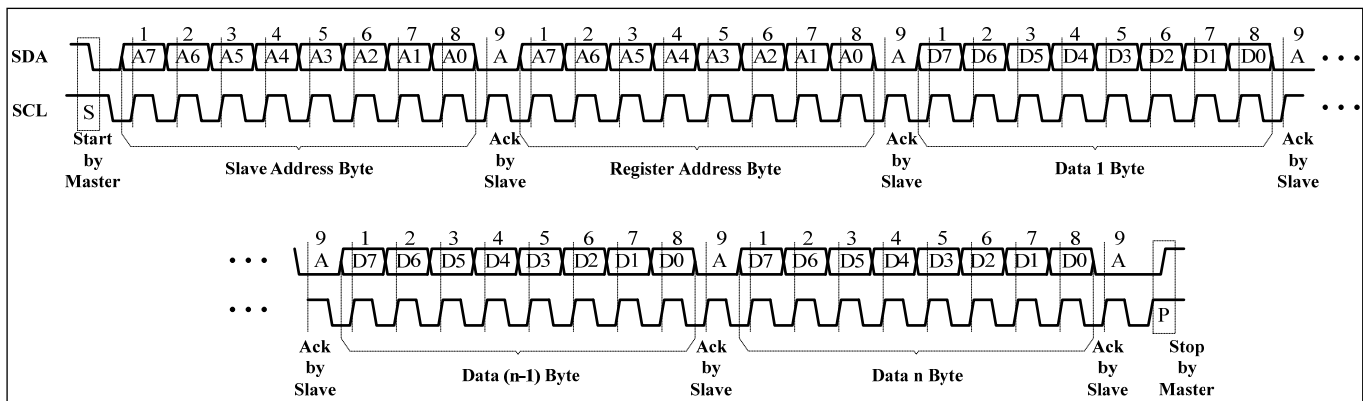 1 2 3 4 5 6 7 8 9 1 2 3 4 5 6 7 8 9 1 2 3 4 5 6 7 8 9
SDA A7 A6 A5 A4 A3 A2 A1 A0 A A7 A6 A5 A4 A3 A2 A1 A0 A D7 D6 D5 D4 D3 D2 D1 D0 A • • •
SCL S • • •
Start by Master
Slave Address Byte
Ack by Slave
Register Address Byte
Ack by Slave
Data 1 Byte
Ack by Slave
9 1 2 3 4 5 6 7 8 9 1 2 3 4 5 6 7 8 9
• • • A D7 D6 D5 D4 D3 D2 D1 D0 A D7 D6 D5 D4 D3 D2 D1 D0 A
• • • P
Ack by Slave
Data (n-1) Byte
Ack by Slave
Data n Byte
Ack by Slave
Stop by Master